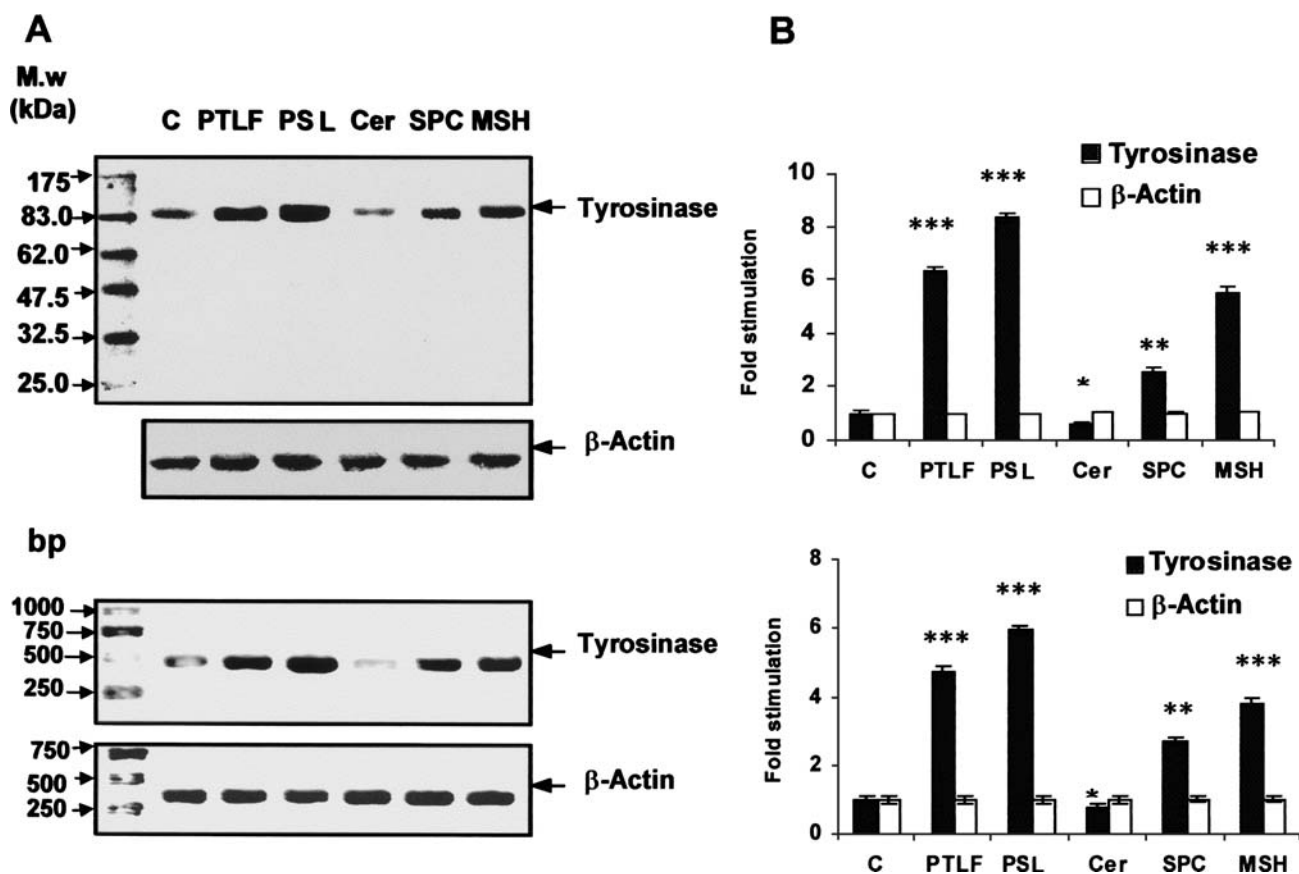 A
M.w
(kDa)
C PTLF PSL Cer SPC MSH
175
83.0
62.0
47.5
32.5
25.0
Tyrosinase
β-Actin
bp
1000
750
500
250
Tyrosinase
750
500
250
β-Actin
B
Tyrosinase
β-Actin
Fold stimulation
10
8
6
4
2
0
***
***
*
**
***
C PTLF PSL Cer SPC MSH
Tyrosinase
β-Actin
Fold stimulation
8
6
4
2
0
***
***
*
**
***
C PTLF PSL Cer SPC MSH